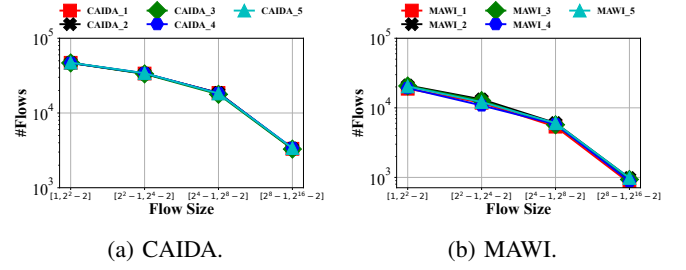 CAIDA_1 CAIDA_3 CAIDA_5
CAIDA_2 CAIDA_4
10^5
10^4
10^3
#Flows
[1,2^2−2] [2^2−1,2^4−2] [2^4−1,2^8−2] [2^8−1,2^16−2]
Flow Size
(a) CAIDA.
MAWI_1 MAWI_3 MAWI_5
MAWI_2 MAWI_4
10^5
10^4
10^3
#Flows
[1,2^2−2] [2^2−1,2^4−2] [2^4−1,2^8−2] [2^8−1,2^16−2]
Flow Size
(b) MAWI.